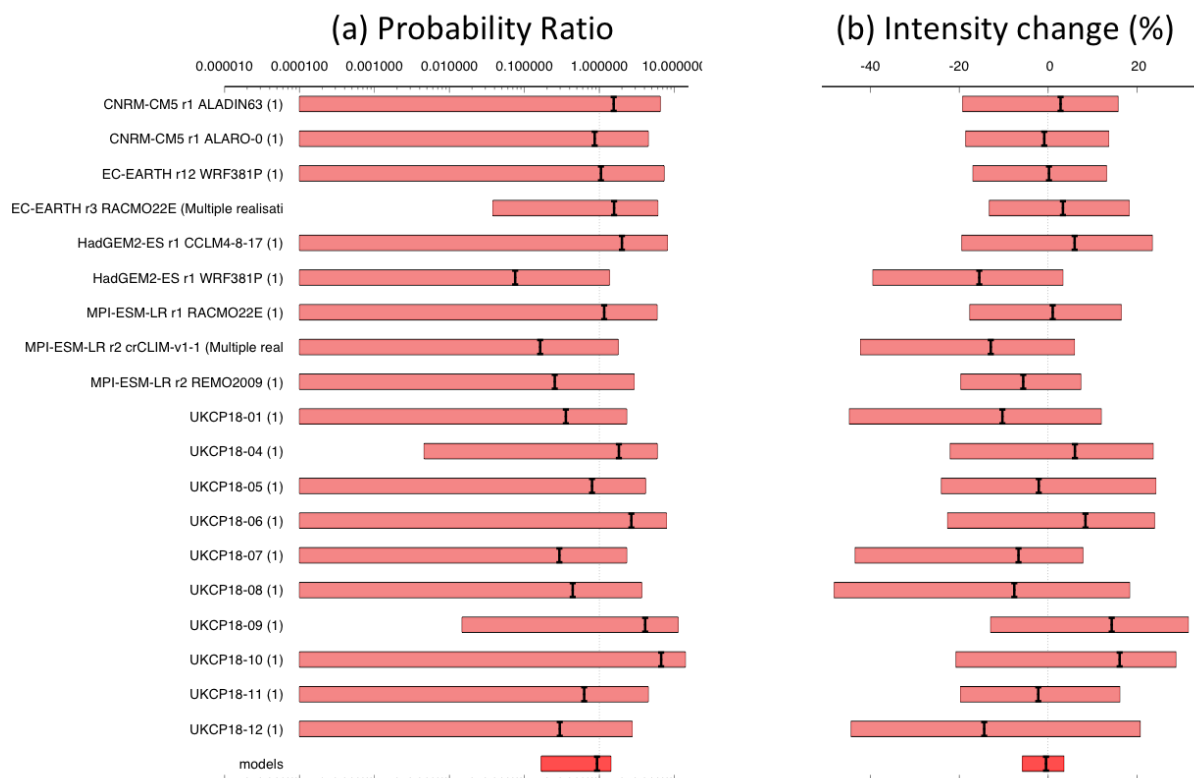 (a) Probability Ratio
(b) Intensity change (%)
0.000010 0.000100 0.001000 0.010000 0.100000 1.000000 10.000000
-40 -20 0 20
CNRM-CM5 r1 ALADIN63 (1)
CNRM-CM5 r1 ALARO-0 (1)
EC-EARTH r12 WRF381P (1)
EC-EARTH r3 RACMO22E (Multiple realisati
HadGEM2-ES r1 CCLM4-8-17 (1)
HadGEM2-ES r1 WRF381P (1)
MPI-ESM-LR r1 RACMO22E (1)
MPI-ESM-LR r2 crCLIM-v1-1 (Multiple real
MPI-ESM-LR r2 REMO2009 (1)
UKCP18-01 (1)
UKCP18-04 (1)
UKCP18-05 (1)
UKCP18-06 (1)
UKCP18-07 (1)
UKCP18-08 (1)
UKCP18-09 (1)
UKCP18-10 (1)
UKCP18-11 (1)
UKCP18-12 (1)
models